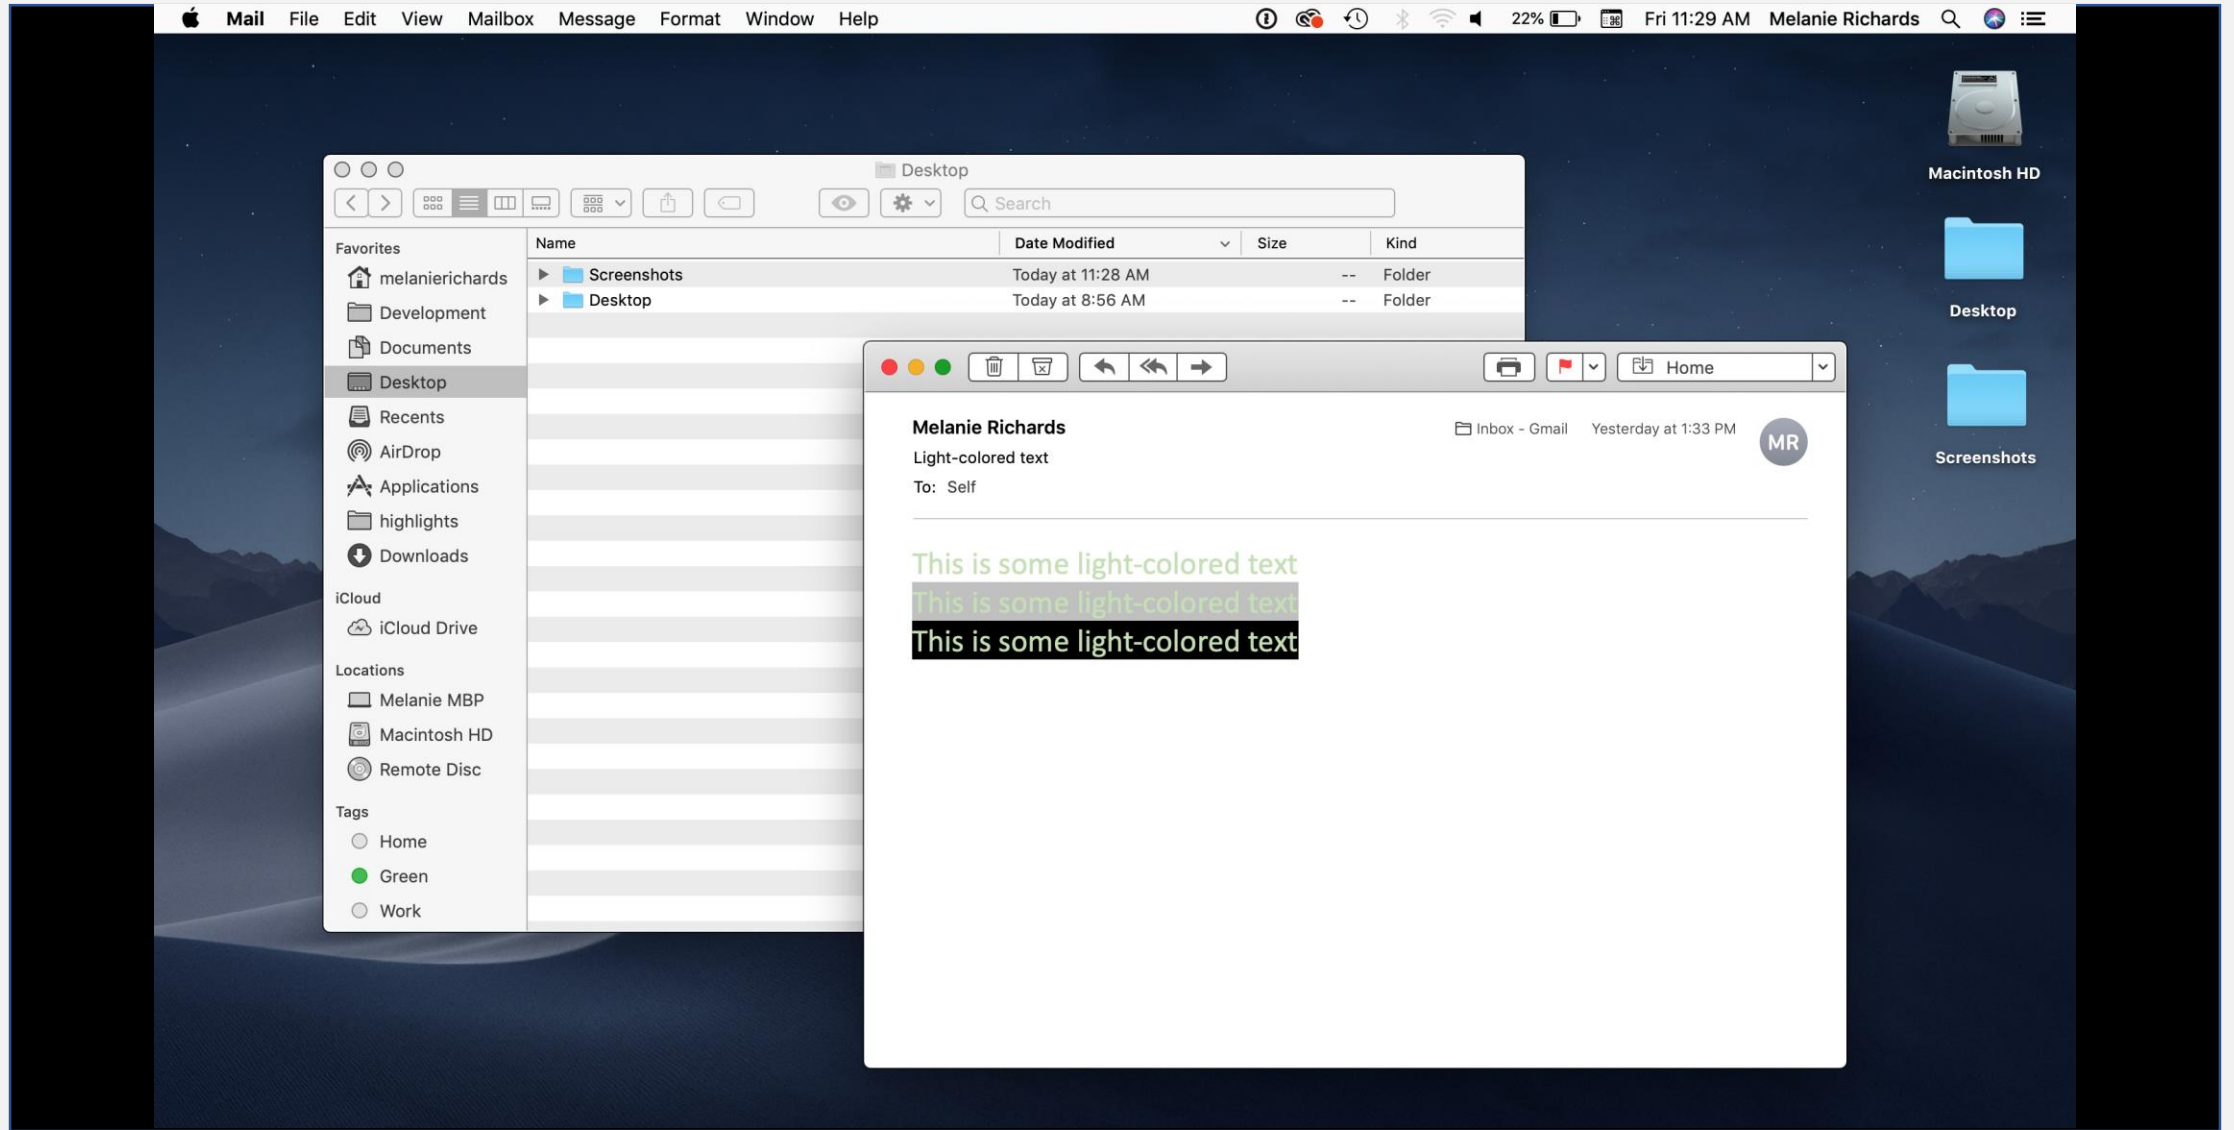 Mail File Edit View Mailbox Message Format Window Help 22% Fri 11:29 AM Melanie Richards
Macintosh HD
Desktop
Screenshots
Desktop
Search
Favorites
melanierichards
Development
Documents
Desktop
Recents
AirDrop
Applications
highlights
Downloads
iCloud
iCloud Drive
Locations
Melanie MBP
Macintosh HD
Remote Disc
Tags
Home
Green
Work
Name Date Modified Size Kind
Screenshots Today at 11:28 AM -- Folder
Desktop Today at 8:56 AM -- Folder
Home
Melanie Richards Inbox - Gmail Yesterday at 1:33 PM MR
Light-colored text
To: Self
This is some light-colored text
This is some light-colored text
This is some light-colored text